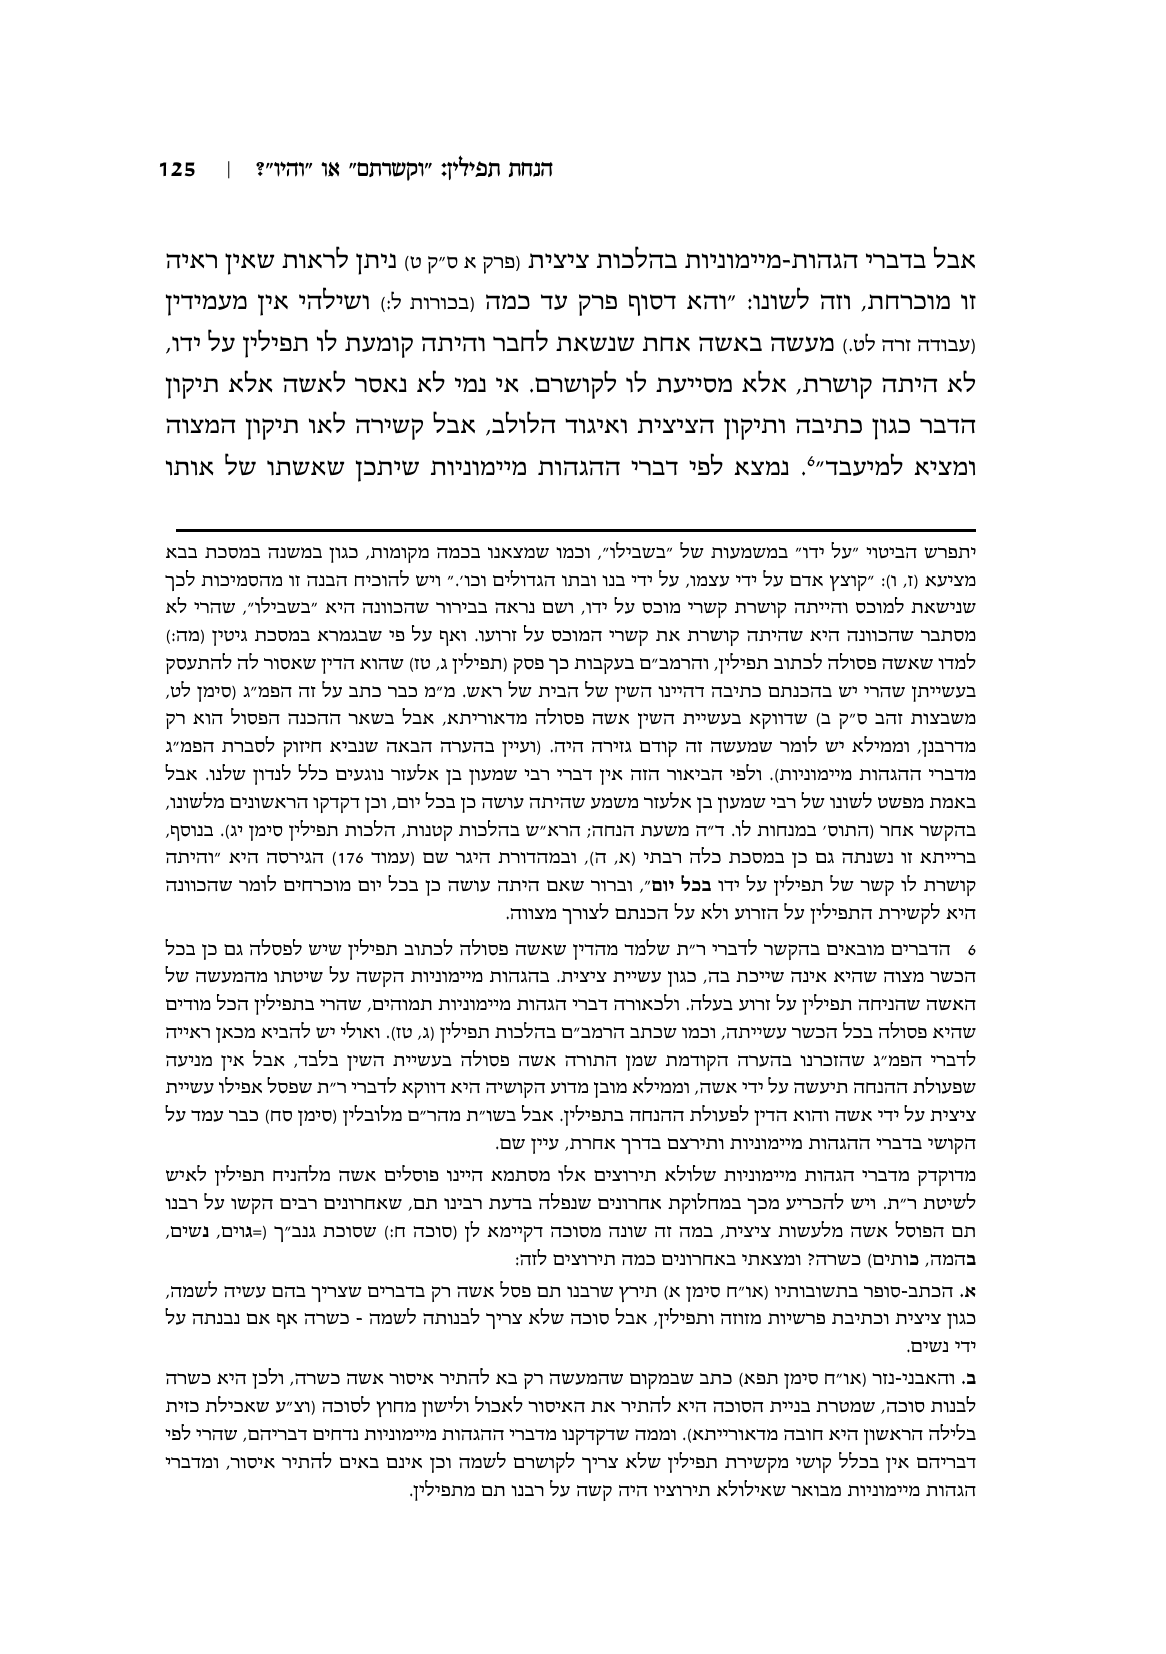 הנחת תפילין: "וקשרתם" או "והיו"? | 125
אבל בדברי הגהות-מיימוניות בהלכות ציצית (פרק א ס"ק ט) ניתן לראות שאין ראיה
זו מוכרחת, וזה לשונו: "והא דסוף פרק עד כמה (בכורות ל:) ושילהי אין מעמידין
(עבודה זרה לט.) מעשה באשה אחת שנשאת לחבר והיתה קומעת לו תפילין על ידו,
לא היתה קושרת, אלא מסייעת לו לקושרם. אי נמי לא נאסר לאשה אלא תיקון
הדבר כגון כתיבה ותיקון הציצית ואיגוד הלולב, אבל קשירה לאו תיקון המצוה
ומציא למיעבד"6. נמצא לפי דברי ההגהות מיימוניות שיתכן שאשתו של אותו
יתפרש הביטוי "על ידו" במשמעות של "בשבילו", וכמו שמצאנו בכמה מקומות, כגון במשנה במסכת בבא
מציעא (ז, ו): "קוצץ אדם על ידי עצמו, על ידי בנו ובתו הגדולים וכו'." ויש להוכיח הבנה זו מהסמיכות לכך
שנישאת למוכס והייתה קושרת קשרי מוכס על ידו, ושם נראה בבירור שהכוונה היא "בשבילו", שהרי לא
מסתבר שהכוונה היא שהיתה קושרת את קשרי המוכס על זרועו. ואף על פי שבגמרא במסכת גיטין (מה:)
למדו שאשה פסולה לכתוב תפילין, והרמב"ם בעקבות כך פסק (תפילין ג, טז) שהוא הדין שאסור לה להתעסק
בעשייתן שהרי יש בהכנתם כתיבה דהיינו השין של הבית של ראש. מ"מ כבר כתב על זה הפמ"ג (סימן לט,
משבצות זהב ס"ק ב) שדווקא בעשיית השין אשה פסולה מדאוריתא, אבל בשאר ההכנה הפסול הוא רק
מדרבנן, וממילא יש לומר שמעשה זה קודם גזירה היה. (ועיין בהערה הבאה שנביא חיזוק לסברת הפמ"ג
מדברי ההגהות מיימוניות). ולפי הביאור הזה אין דברי רבי שמעון בן אלעזר נוגעים כלל לנדון שלנו. אבל
באמת מפשט לשונו של רבי שמעון בן אלעזר משמע שהיתה עושה כן בכל יום, וכן דקדקו הראשונים מלשונו,
בהקשר אחר (התוס' במנחות לו. ד"ה משעת הנחה; הרא"ש בהלכות קטנות, הלכות תפילין סימן יג). בנוסף,
ברייתא זו נשנתה גם כן במסכת כלה רבתי (א, ה), ובמהדורת היגר שם (עמוד 176) הגירסה היא "והיתה
קושרת לו קשר של תפילין על ידו בכל יום", וברור שאם היתה עושה כן בכל יום מוכרחים לומר שהכוונה
היא לקשירת התפילין על הזרוע ולא על הכנתם לצורך מצווה.
6 הדברים מובאים בהקשר לדברי ר"ת שלמד מהדין שאשה פסולה לכתוב תפילין שיש לפסלה גם כן בכל
הכשר מצוה שהיא אינה שייכת בה, כגון עשיית ציצית. בהגהות מיימוניות הקשה על שיטתו מהמעשה של
האשה שהניחה תפילין על זרוע בעלה. ולכאורה דברי הגהות מיימוניות תמוהים, שהרי בתפילין הכל מודים
שהיא פסולה בכל הכשר עשייתה, וכמו שכתב הרמב"ם בהלכות תפילין (ג, טז). ואולי יש להביא מכאן ראייה
לדברי הפמ"ג שהזכרנו בהערה הקודמת שמן התורה אשה פסולה בעשיית השין בלבד, אבל אין מניעה
שפעולת ההנחה תיעשה על ידי אשה, וממילא מובן מדוע הקושיה היא דווקא לדברי ר"ת שפסל אפילו עשיית
ציצית על ידי אשה והוא הדין לפעולת ההנחה בתפילין. אבל בשו"ת מהר"ם מלובלין (סימן סח) כבר עמד על
הקושי בדברי ההגהות מיימוניות ותירצם בדרך אחרת, עיין שם.
מדוקדק מדברי הגהות מיימוניות שלולא תירוצים אלו מסתמא היינו פוסלים אשה מלהניח תפילין לאיש
לשיטת ר"ת. ויש להכריע מכך במחלוקת אחרונים שנפלה בדעת רבינו תם, שאחרונים רבים הקשו על רבנו
תם הפוסל אשה מלעשות ציצית, במה זה שונה מסוכה דקיימא לן (סוכה ח:) שסוכת גנב"ך (=גוים, נשים,
בהמה, כותים) כשרה? ומצאתי באחרונים כמה תירוצים לזה:
א. הכתב-סופר בתשובותיו (או"ח סימן א) תירץ שרבנו תם פסל אשה רק בדברים שצריך בהם עשיה לשמה,
כגון ציצית וכתיבת פרשיות מזוזה ותפילין, אבל סוכה שלא צריך לבנותה לשמה - כשרה אף אם נבנתה על
ידי נשים.
ב. והאבני-נזר (או"ח סימן תפא) כתב שבמקום שהמעשה רק בא להתיר איסור אשה כשרה, ולכן היא כשרה
לבנות סוכה, שמטרת בניית הסוכה היא להתיר את האיסור לאכול ולישון מחוץ לסוכה (וצ"ע שאכילת כזית
בלילה הראשון היא חובה מדאורייתא). וממה שדקדקנו מדברי ההגהות מיימוניות נדחים דבריהם, שהרי לפי
דבריהם אין בכלל קושי מקשירת תפילין שלא צריך לקושרם לשמה וכן אינם באים להתיר איסור, ומדברי
הגהות מיימוניות מבואר שאילולא תירוציו היה קשה על רבנו תם מתפילין.